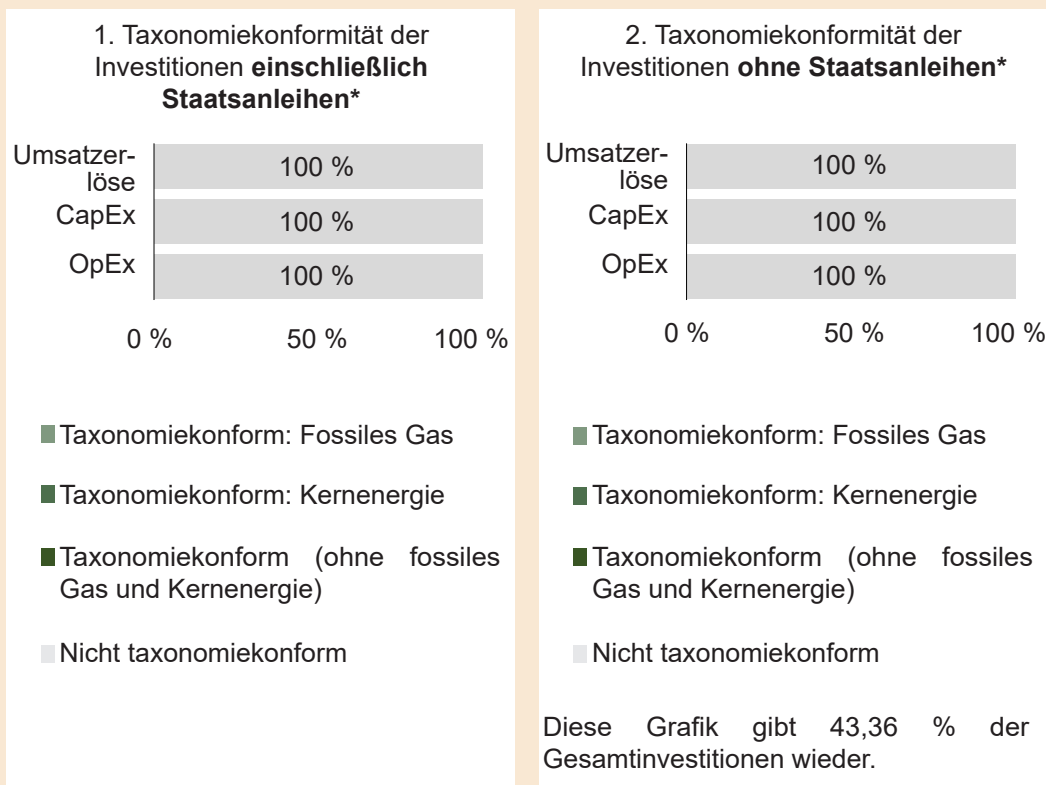 1. Taxonomiekonformität der
Investitionen einschließlich
Staatsanleihen*
Umsatzer-
löse
100 %
CapEx
100 %
OpEx
100 %
0 % 50 % 100 %
Taxonomiekonform: Fossiles Gas
Taxonomiekonform: Kernenergie
Taxonomiekonform (ohne fossiles
Gas und Kernenergie)
Nicht taxonomiekonform
2. Taxonomiekonformität der
Investitionen ohne Staatsanleihen*
Umsatzer-
löse
100 %
CapEx
100 %
OpEx
100 %
0 % 50 % 100 %
Taxonomiekonform: Fossiles Gas
Taxonomiekonform: Kernenergie
Taxonomiekonform (ohne fossiles
Gas und Kernenergie)
Nicht taxonomiekonform
Diese Grafik gibt 43,36 % der
Gesamtinvestitionen wieder.